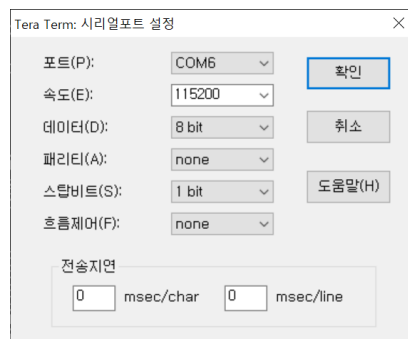 Tera Term: 시리얼포트 설정
포트(P): COM6 확인
속도(E): 115200
데이터(D): 8 bit 취소
패리티(A): none
스탑비트(S): 1 bit 도움말(H)
흐름제어(F): none
전송지연
0 msec/char 0 msec/line